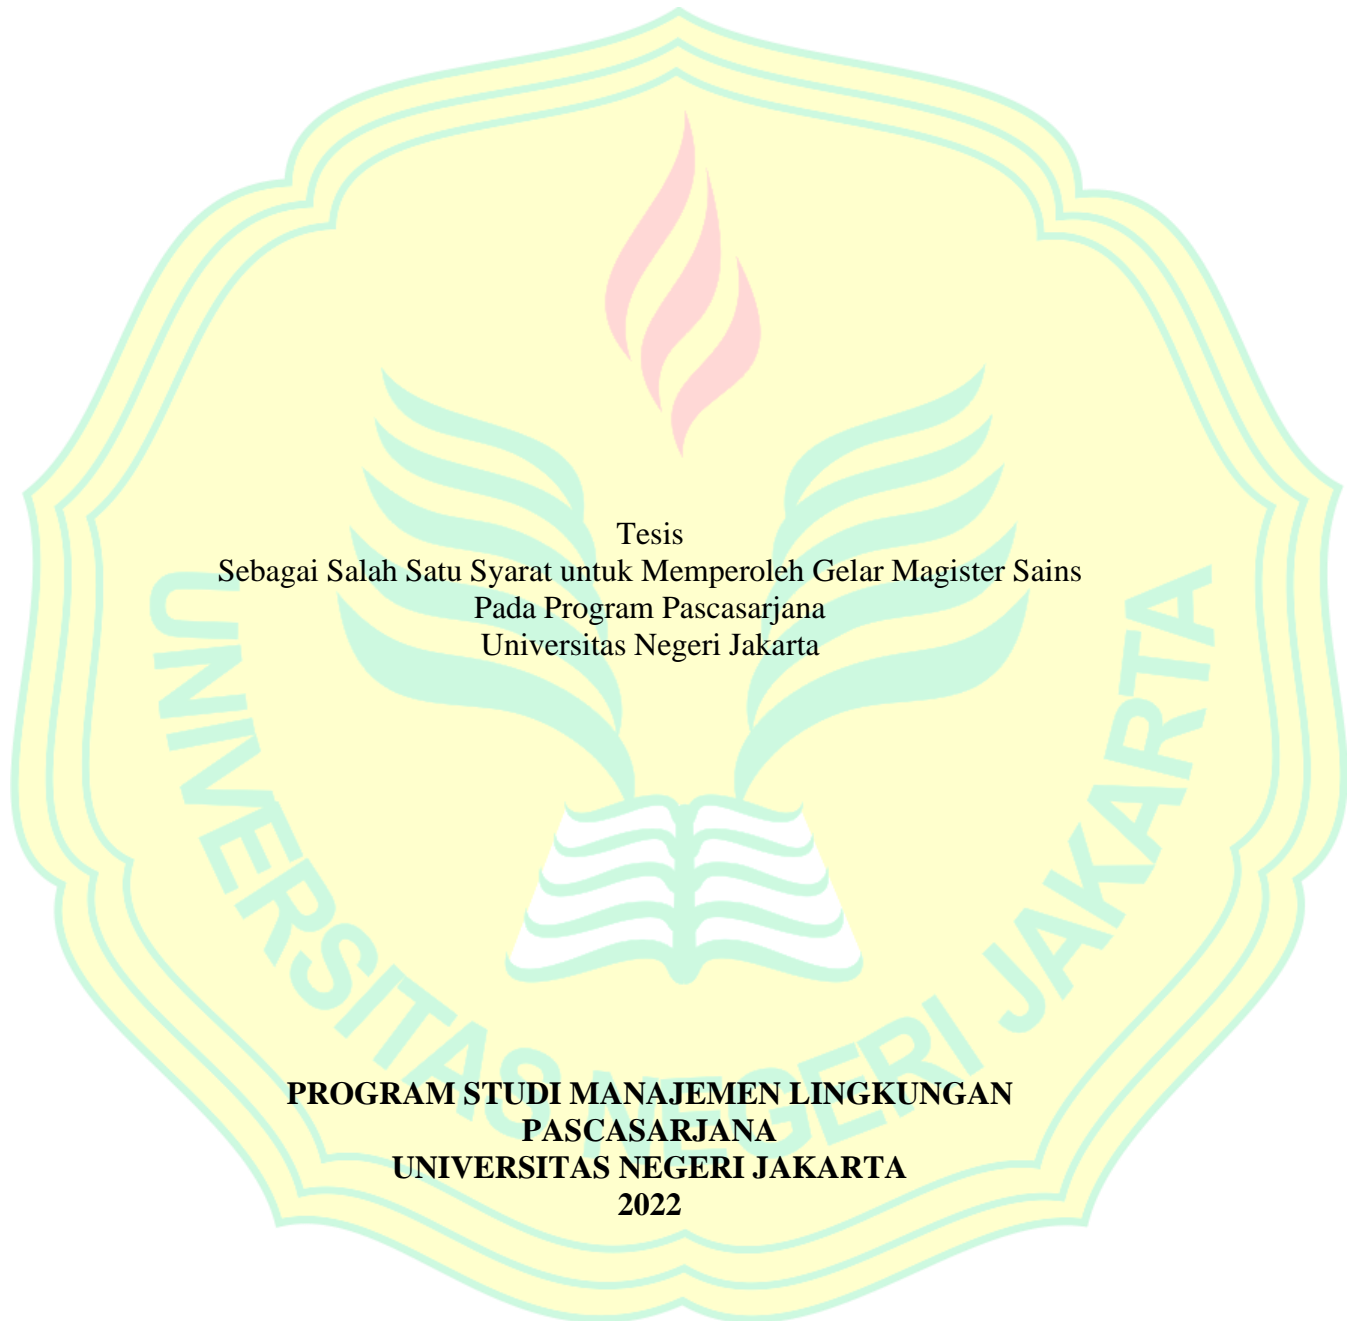 Tesis
Sebagai Salah Satu Syarat untuk Memperoleh Gelar Magister Sains
Pada Program Pascasarjana
Universitas Negeri Jakarta
UNIVERSITAS NEGERI JAKARTA
PROGRAM STUDI MANAJEMEN LINGKUNGAN
PASCASARJANA
UNIVERSITAS NEGERI JAKARTA
2022